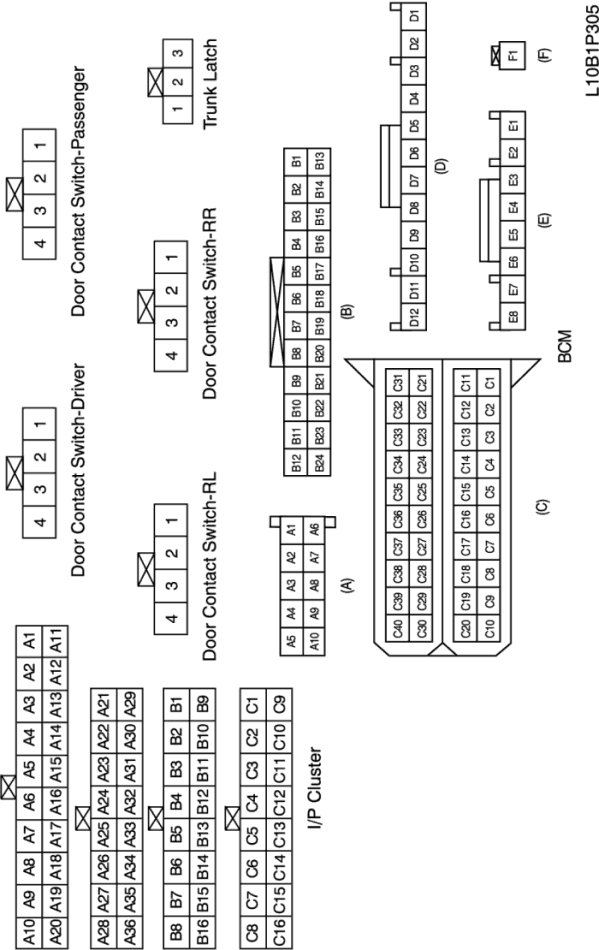 A10 A9 A8 A7 A6 A5 A4 A3 A2 A1
A20 A19 A18 A17 A16 A15 A14 A13 A12 A11
A28 A27 A26 A25 A24 A23 A22 A21
A36 A35 A34 A33 A32 A31 A30 A29
B8 B7 B6 B5 B4 B3 B2 B1
B16 B15 B14 B13 B12 B11 B10 B9
C8 C7 C6 C5 C4 C3 C2 C1
C16 C15 C14 C13 C12 C11 C10 C9
I/P Cluster
4 3 2 1
Door Contact Switch-Driver
4 3 2 1
Door Contact Switch-Passenger
4 3 2 1
Door Contact Switch-RL
4 3 2 1
Door Contact Switch-RR
1 2 3
Trunk Latch
A5 A4 A3 A2 A1
A10 A9 A8 A7 A6
(A)
B12 B11 B10 B9 B8 B7 B6 B5 B4 B3 B2 B1
B24 B23 B22 B21 B20 B19 B18 B17 B16 B15 B14 B13
(B)
C40 C39 C38 C37 C36 C35 C34 C33 C32 C31
C30 C29 C28 C27 C26 C25 C24 C23 C22 C21
C20 C19 C18 C17 C16 C15 C14 C13 C12 C11
C10 C9 C8 C7 C6 C5 C4 C3 C2 C1
(C)
D12 D11 D10 D9 D8 D7 D6 D5 D4 D3 D2 D1
(D)
E8 E7 E6 E5 E4 E3 E2 E1
(E)
F1
(F)
BCM
L10B1P305